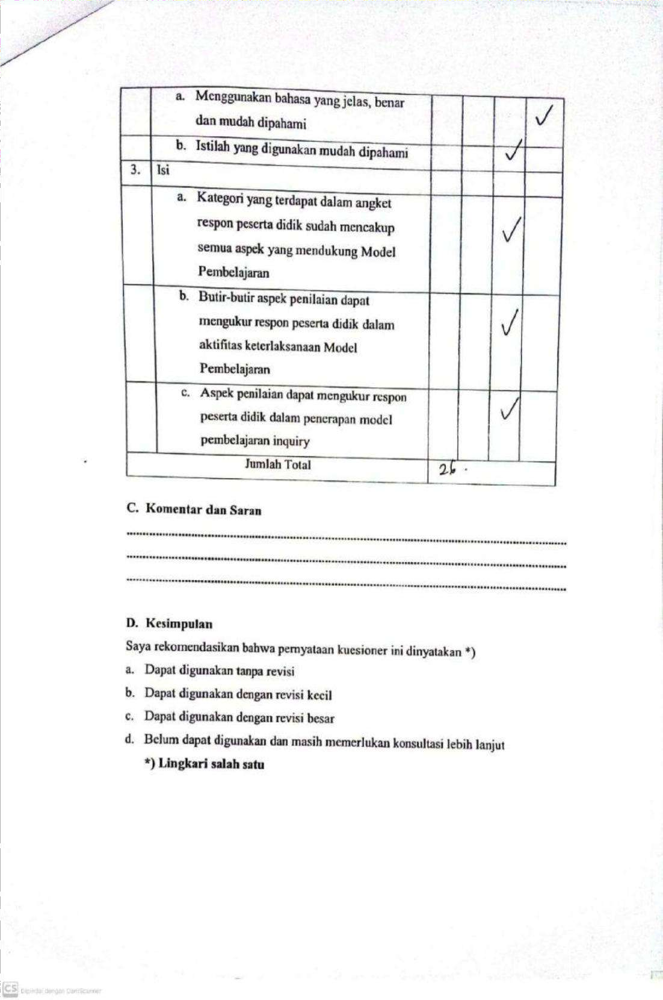 a. Menggunakan bahasa yang jelas, benar
dan mudah dipahami
✓
b. Istilah yang digunakan mudah dipahami
✓
3. Isi
a. Kategori yang terdapat dalam angket
respon peserta didik sudah mencakup
semua aspek yang mendukung Model
Pembelajaran
✓
b. Butir-butir aspek penilaian dapat
mengukur respon peserta didik dalam
aktifitas keterlaksanaan Model
Pembelajaran
✓
c. Aspek penilaian dapat mengukur respon
peserta didik dalam penerapan model
pembelajaran inquiry
✓
Jumlah Total 26.
C. Komentar dan Saran
D. Kesimpulan
Saya rekomendasikan bahwa pernyataan kuesioner ini dinyatakan *)
a. Dapat digunakan tanpa revisi
b. Dapat digunakan dengan revisi kecil
c. Dapat digunakan dengan revisi besar
d. Belum dapat digunakan dan masih memerlukan konsultasi lebih lanjut
*) Lingkari salah satu
CS Dipindai dengan CamScanner